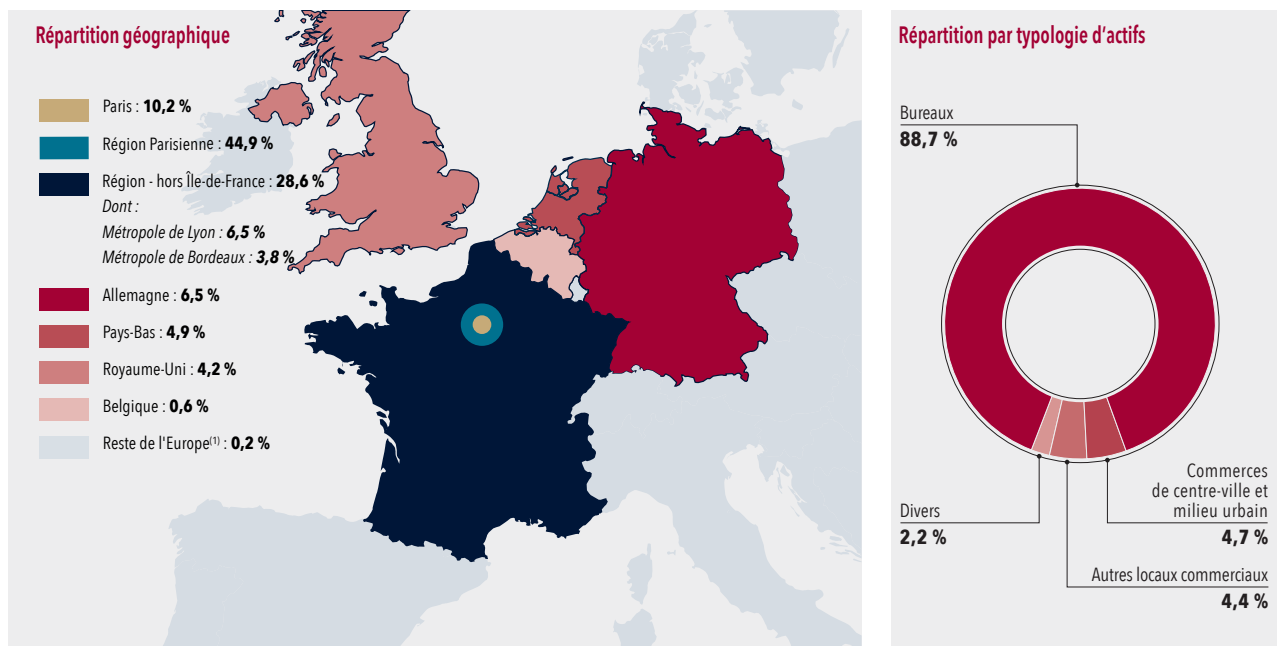 Répartition géographique
Paris : 10,2 %
Région Parisienne : 44,9 %
Région - hors Île-de-France : 28,6 %
Dont :
Métropole de Lyon : 6,5 %
Métropole de Bordeaux : 3,8 %
Allemagne : 6,5 %
Pays-Bas : 4,9 %
Royaume-Uni : 4,2 %
Belgique : 0,6 %
Reste de l'Europe(1) : 0,2 %
Répartition par typologie d'actifs
Bureaux
88,7 %
Commerces
de centre-ville et
milieu urbain
4,7 %
Divers
2,2 %
Autres locaux commerciaux
4,4 %